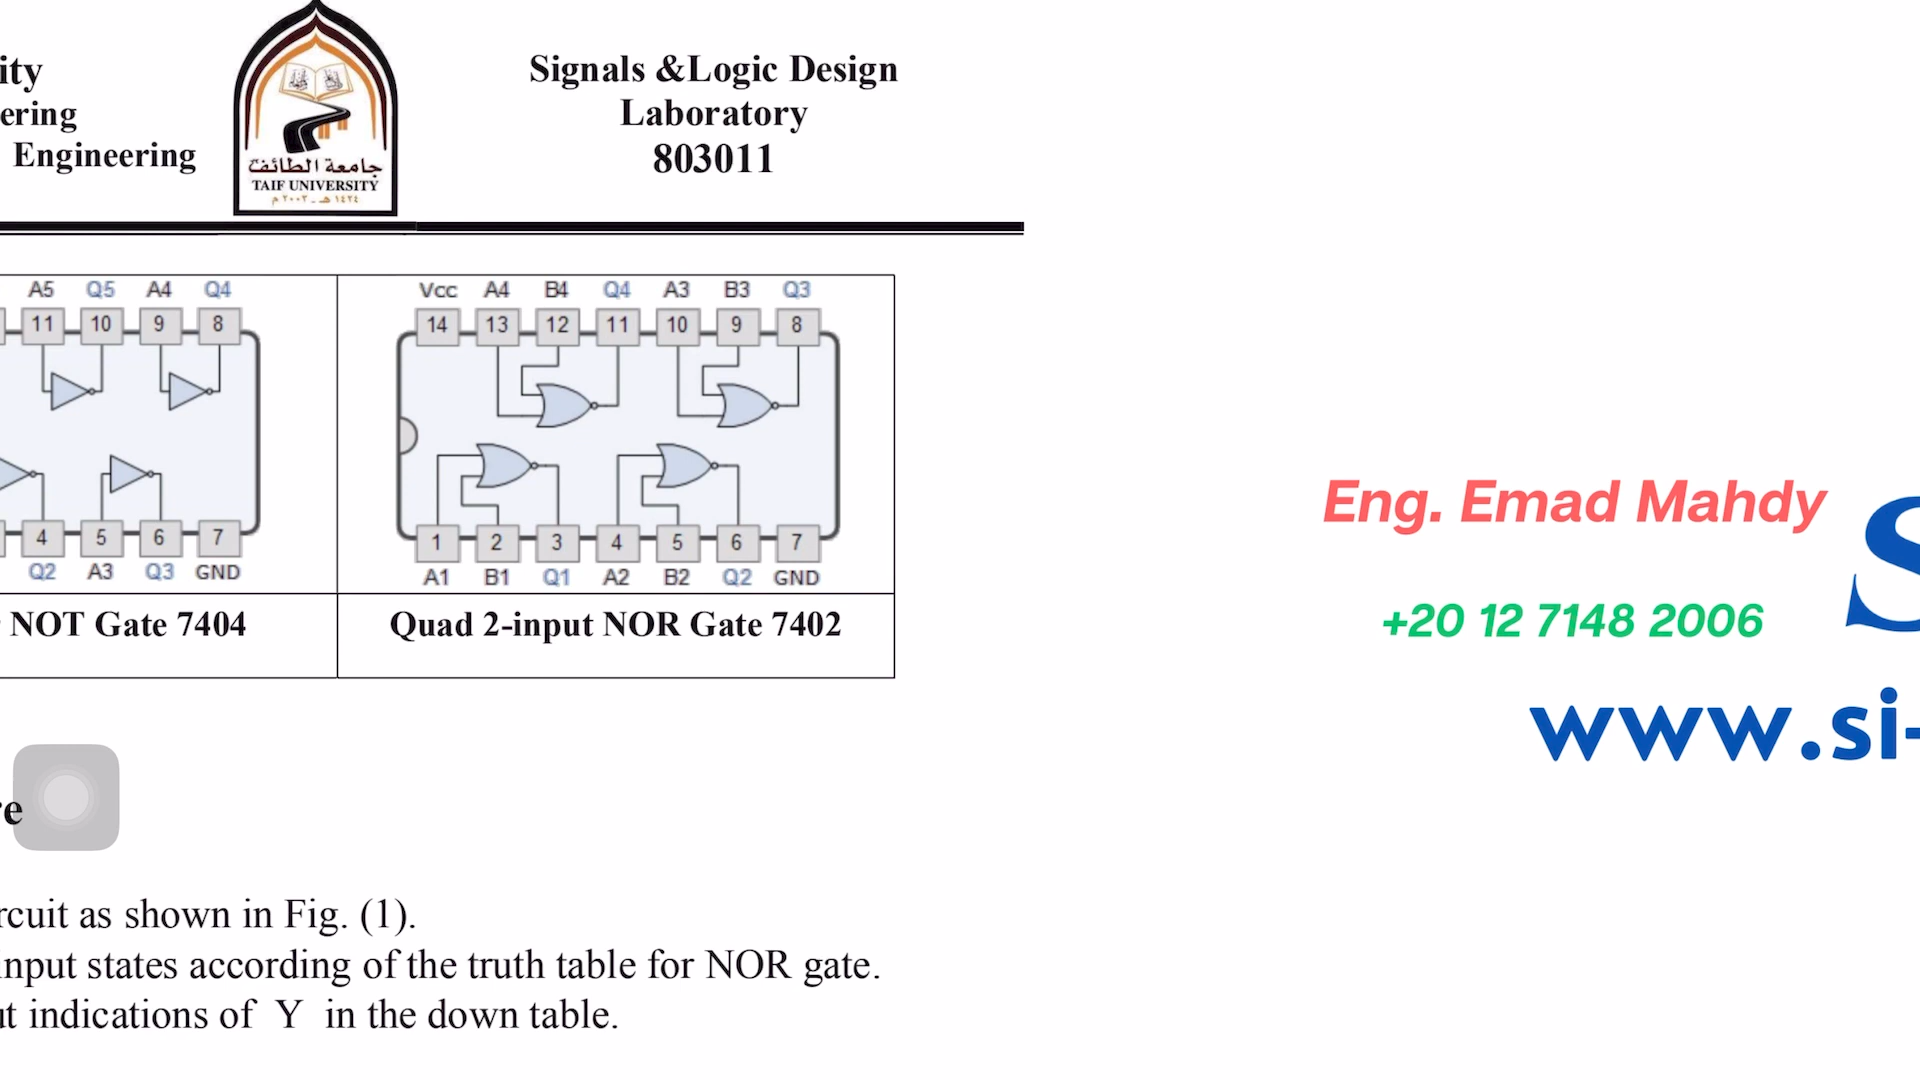 ity
ering
Engineering
جامعة الطائف
TAIF UNIVERSITY
١٤٢٤ هـ - ٢٠٠٣ م
Signals &Logic Design
Laboratory
803011
A5 Q5 A4 Q4
11 10 9 8
4 5 6 7
Q2 A3 Q3 GND
NOT Gate 7404
Vcc A4 B4 Q4 A3 B3 Q3
14 13 12 11 10 9 8
1 2 3 4 5 6 7
A1 B1 Q1 A2 B2 Q2 GND
Quad 2-input NOR Gate 7402
Eng. Emad Mahdy
+20 12 7148 2006
S
www.si-
re
rcuit as shown in Fig. (1).
input states according of the truth table for NOR gate.
ut indications of Y in the down table.